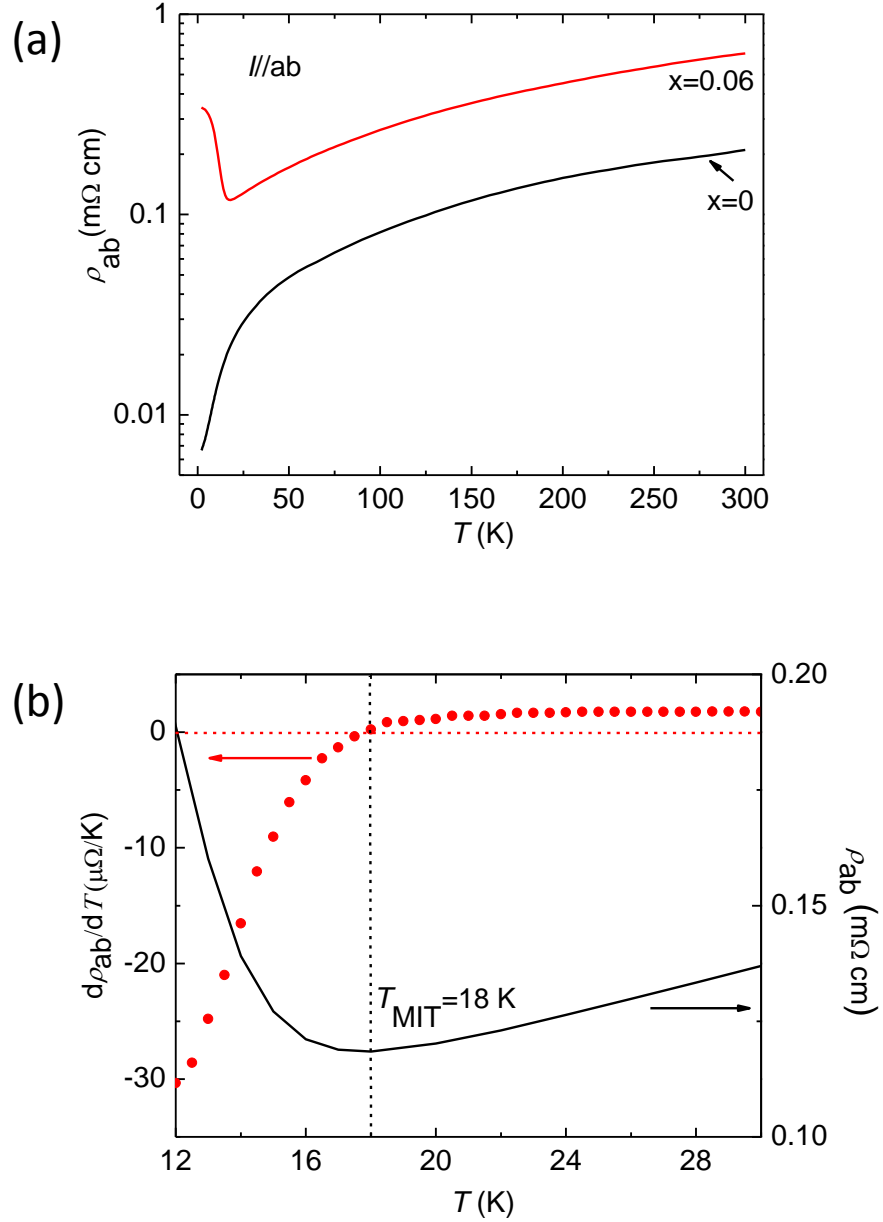 (a)
1
0.1
0.01
ρab(mΩ cm)
I//ab
x=0.06
x=0
0 50 100 150 200 250 300
T (K)
(b)
0
-10
-20
-30
dρab/dT(μΩ/K)
0.20
0.15
0.10
ρab (mΩ cm)
TMIT=18 K
12 16 20 24 28
T (K)